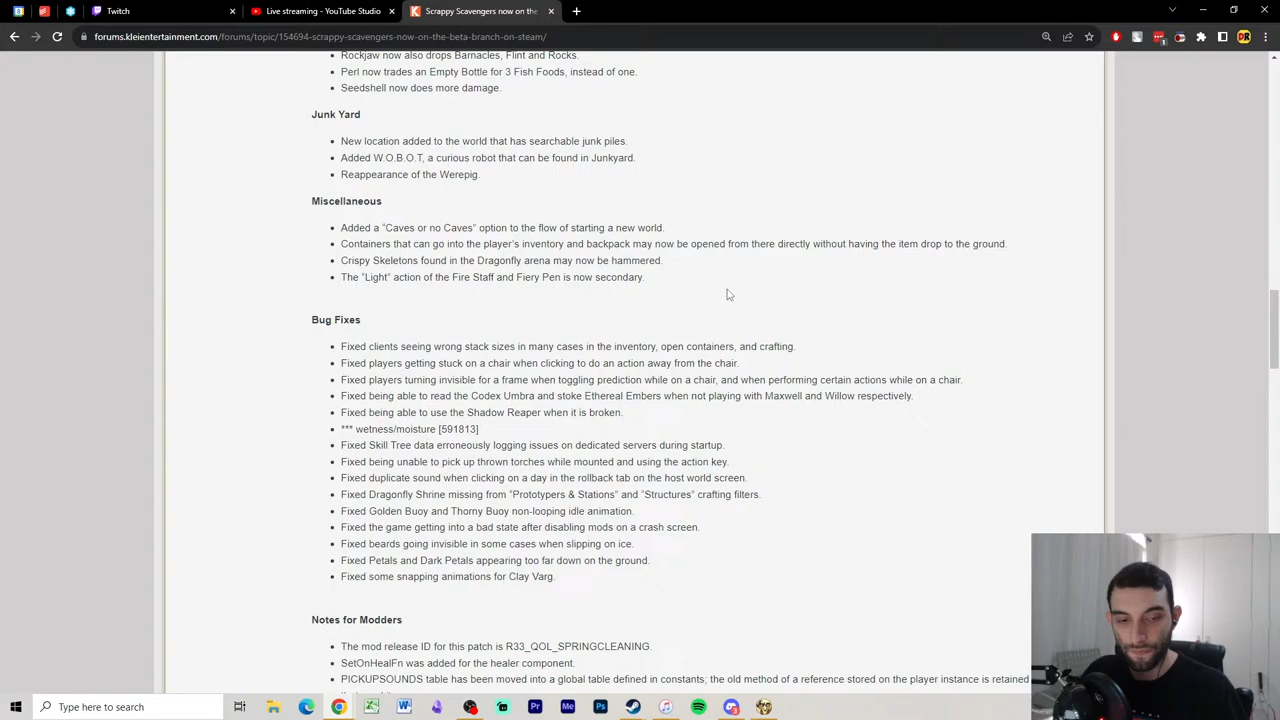 Twitch
Live streaming - YouTube Studio
Scrappy Scavengers now on the
forums.kleientertainment.com/forums/topic/154694-scrappy-scavengers-now-on-the-beta-branch-on-steam/
Rockjaw now also drops Barnacles, Flint and Rocks.
Perl now trades an Empty Bottle for 3 Fish Foods, instead of one.
Seedshell now does more damage.
Junk Yard
New location added to the world that has searchable junk piles.
Added W.O.B.O.T, a curious robot that can be found in Junkyard.
Reappearance of the Werepig.
Miscellaneous
Added a “Caves or no Caves” option to the flow of starting a new world.
Containers that can go into the player’s inventory and backpack may now be opened from there directly without having the item drop to the ground.
Crispy Skeletons found in the Dragonfly arena may now be hammered.
The “Light” action of the Fire Staff and Fiery Pen is now secondary.
Bug Fixes
Fixed clients seeing wrong stack sizes in many cases in the inventory, open containers, and crafting.
Fixed players getting stuck on a chair when clicking to do an action away from the chair.
Fixed players turning invisible for a frame when toggling prediction while on a chair, and when performing certain actions while on a chair.
Fixed being able to read the Codex Umbra and stoke Ethereal Embers when not playing with Maxwell and Willow respectively.
Fixed being able to use the Shadow Reaper when it is broken.
*** wetness/moisture [591813]
Fixed Skill Tree data erroneously logging issues on dedicated servers during startup.
Fixed being unable to pick up thrown torches while mounted and using the action key.
Fixed duplicate sound when clicking on a day in the rollback tab on the host world screen.
Fixed Dragonfly Shrine missing from “Prototypers & Stations” and “Structures” crafting filters.
Fixed Golden Buoy and Thorny Buoy non-looping idle animation.
Fixed the game getting into a bad state after disabling mods on a crash screen.
Fixed beards going invisible in some cases when slipping on ice.
Fixed Petals and Dark Petals appearing too far down on the ground.
Fixed some snapping animations for Clay Varg.
Notes for Modders
The mod release ID for this patch is R33_QOL_SPRINGCLEANING.
SetOnHealFn was added for the healer component.
PICKUPSOUNDS table has been moved into a global table defined in constants; the old method of a reference stored on the player instance is retained
Type here to search